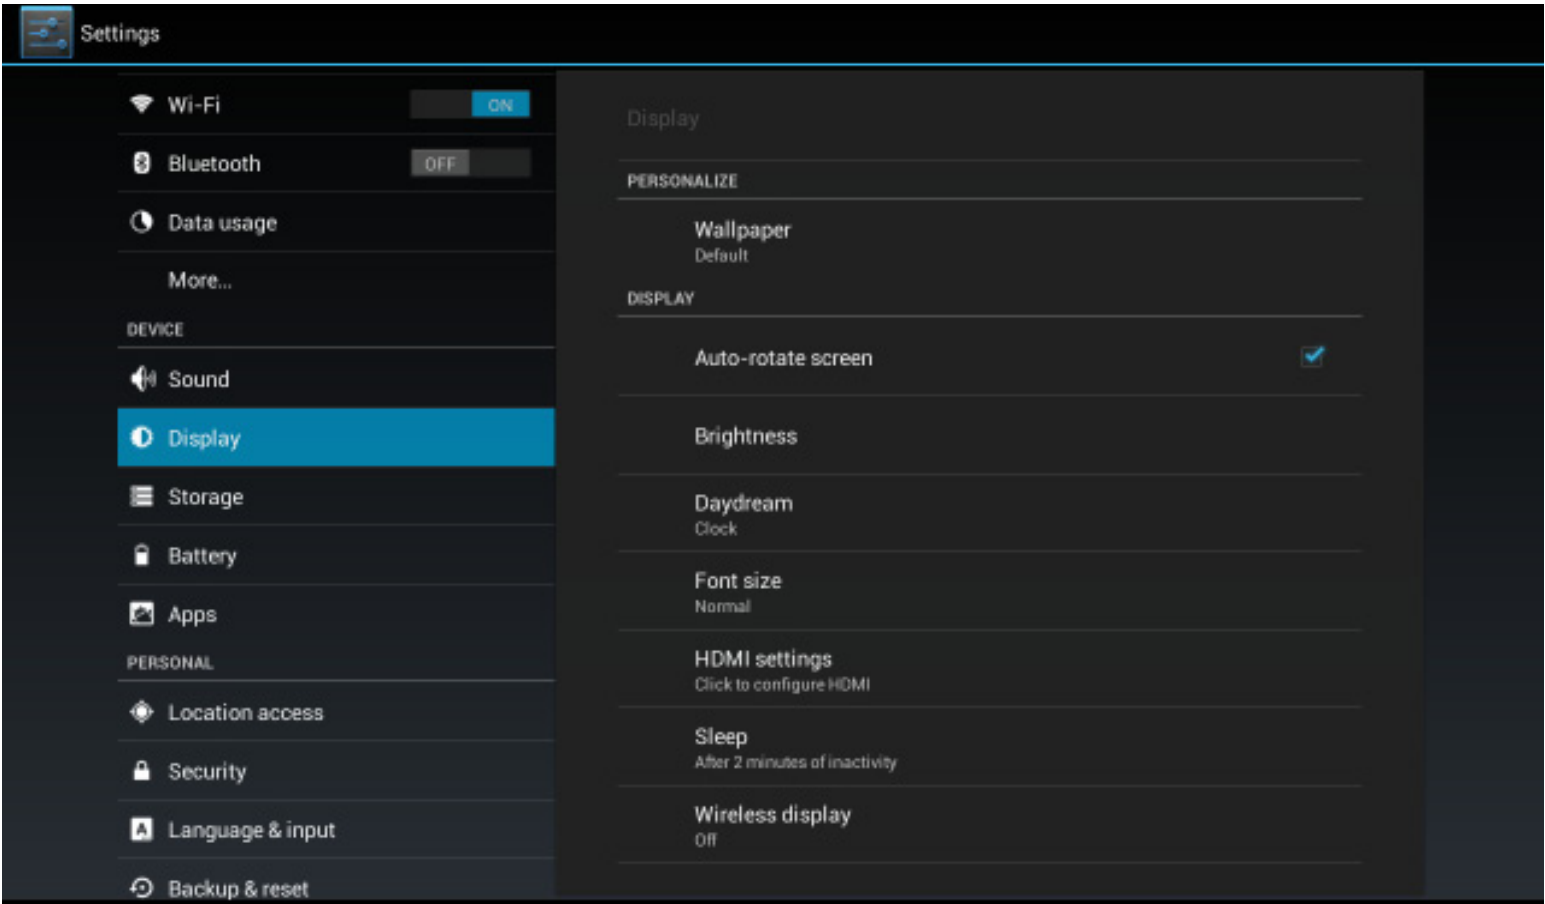 Settings
Wi-Fi
ON
Bluetooth
OFF
Data usage
More...
DEVICE
Sound
Display
Storage
Battery
Apps
PERSONAL
Location access
Security
A Language & input
Backup & reset
Display
PERSONALIZE
Wallpaper
Default
DISPLAY
Auto-rotate screen
Brightness
Daydream
Clock
Font size
Normal
HDMI settings
Click to configure HDMI
Sleep
After 2 minutes of inactivity
Wireless display
Off